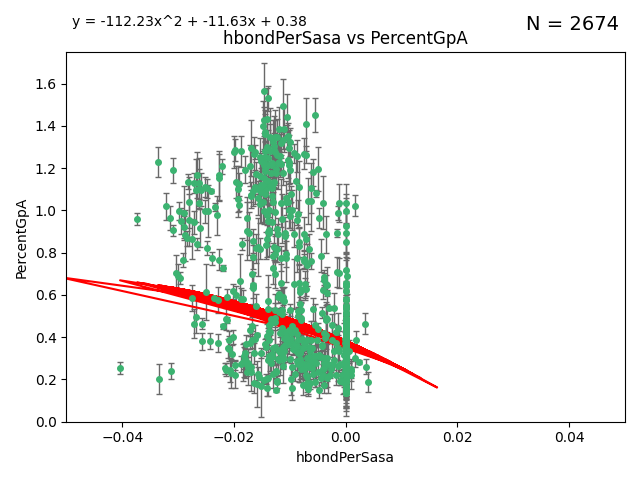 y = -112.23x^2 + -11.63x + 0.38
N = 2674
hbondPerSasa vs PercentGpA
1.6
1.4
1.2
1.0
0.8
0.6
0.4
0.2
0.0
PercentGpA
−0.04 −0.02 0.00 0.02 0.04
hbondPerSasa